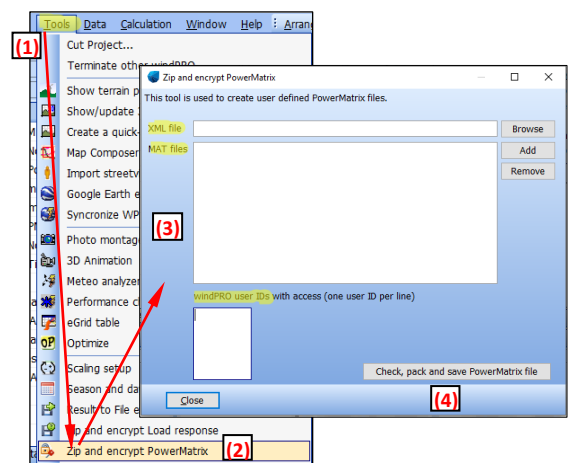 Tools Data Calculation Window Help
(1)
Cut Project...
Terminate other windPRO
Show terrain
Show/update
Create a quick-
Map Composer
Import streetv
Google Earth e
Syncronize WP
Photo montag
3D Animation
Meteo analyzer
Performance c
eGrid table
Optimize
Scaling setup
Season and da
Result to File e
Zip and encrypt Load response
Zip and encrypt PowerMatrix
(2)
Zip and encrypt PowerMatrix
This tool is used to create user defined PowerMatrix files.
XML file
Browse
MAT files
Add
Remove
(3)
windPRO user IDs with access (one user ID per line)
Check, pack and save PowerMatrix file
Close
(4)